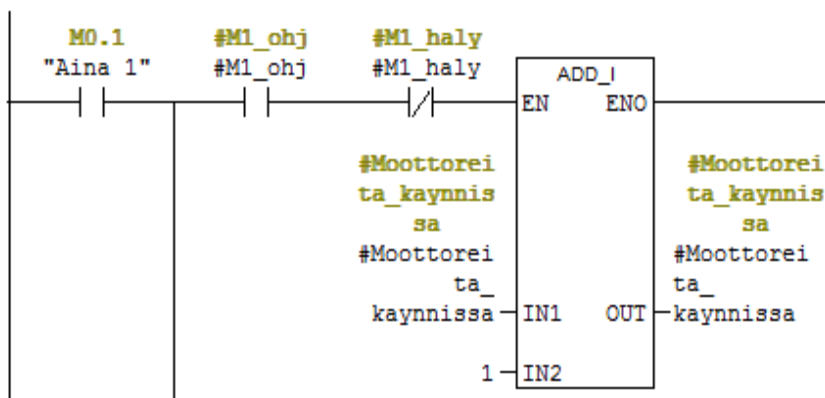 M0.1
"Aina 1"
#M1_ohj
#M1_ohj
#M1_haly
#M1_haly
ADD_I
EN ENO
#Moottorei
ta_kaynnis
sa
#Moottorei
ta_
kaynnissa
IN1 OUT
#Moottorei
ta_kaynnis
sa
#Moottorei
ta_
kaynnissa
1 IN2